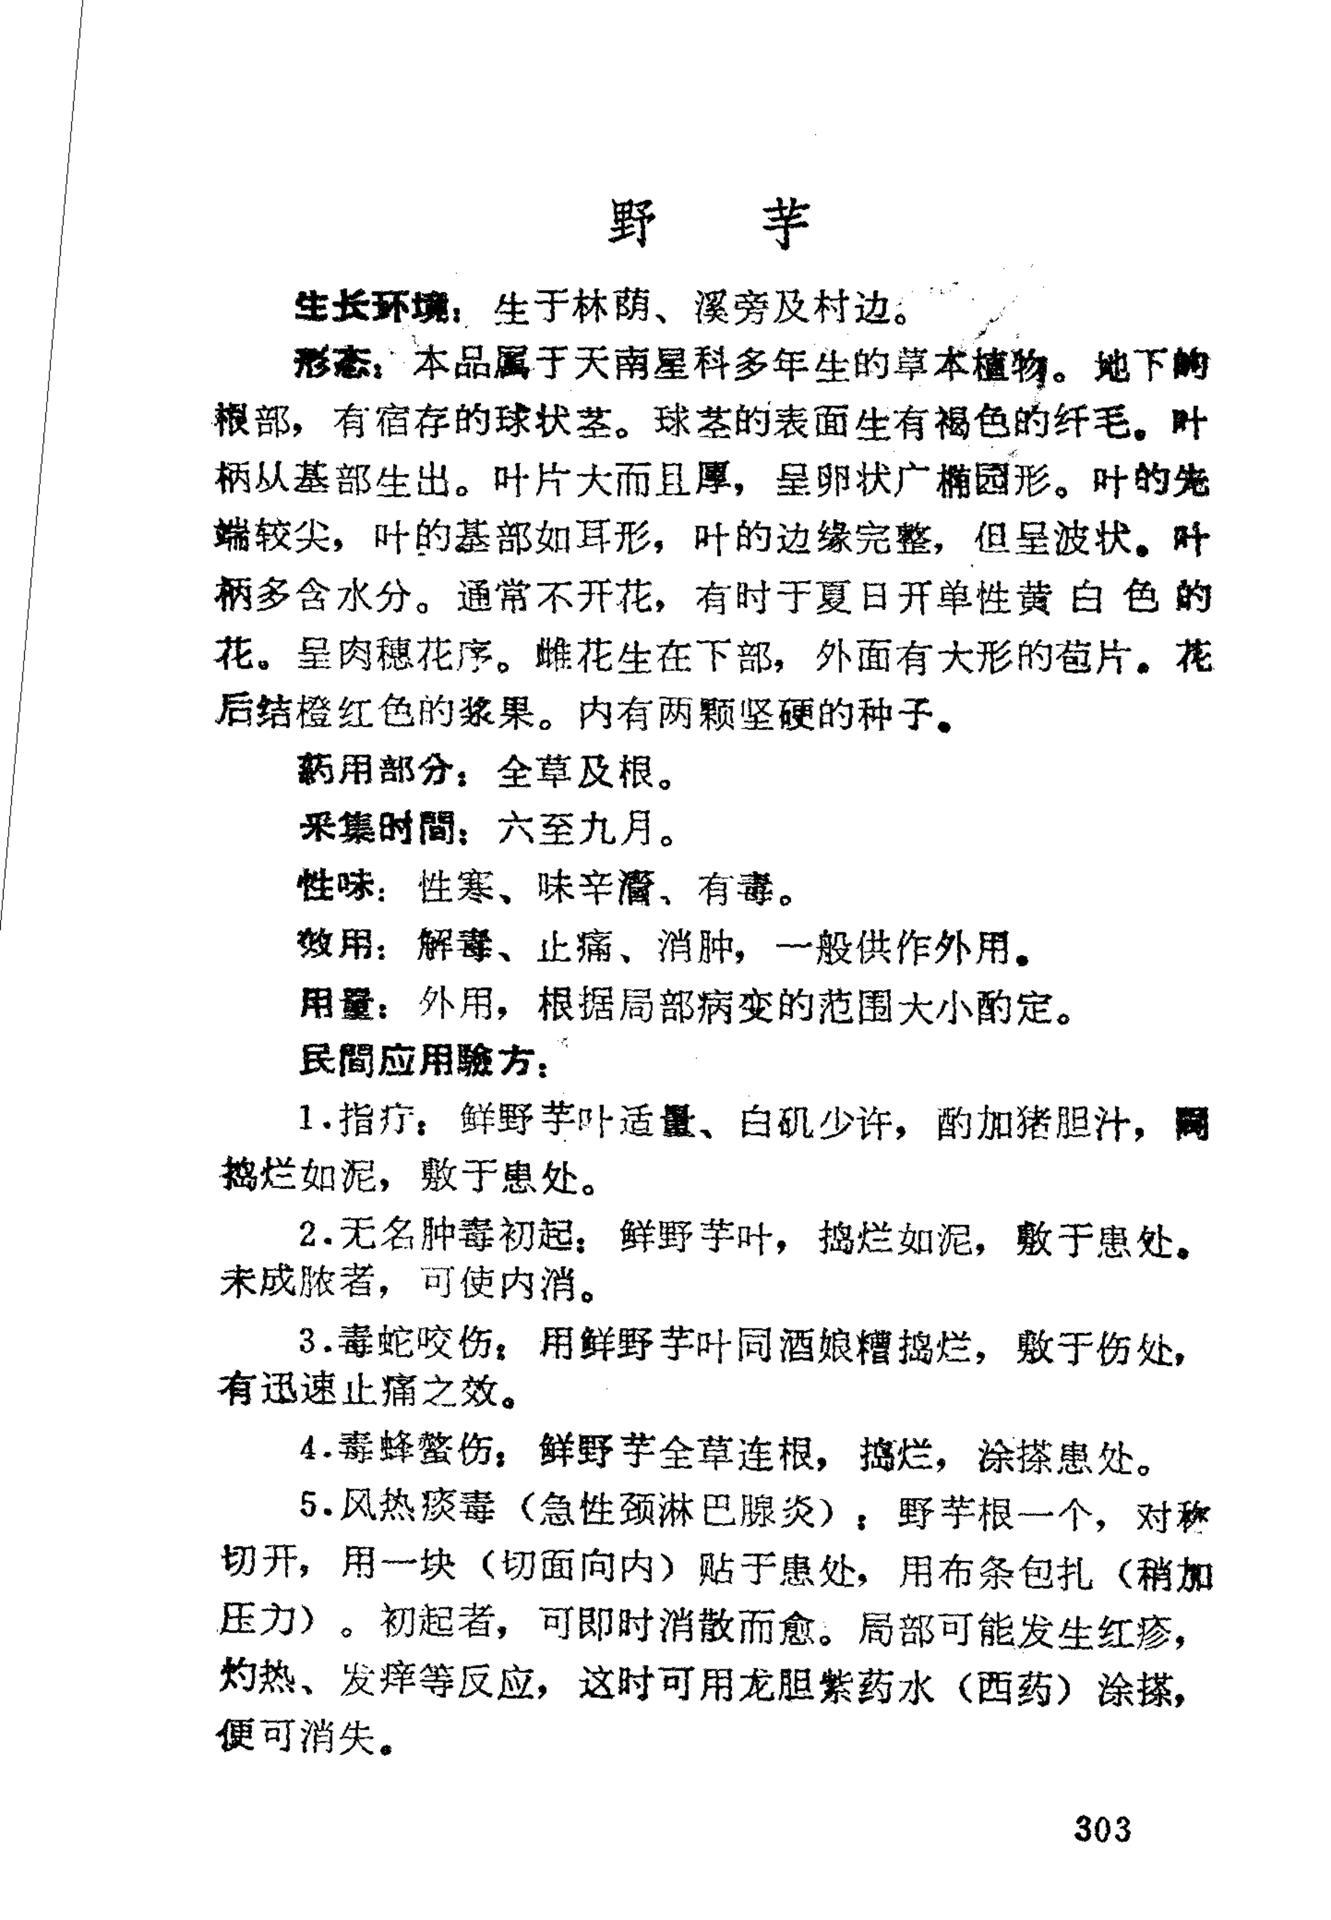 野 芋
生长环境：生于林荫、溪旁及村边。
形态：本品属于天南星科多年生的草本植物。地下的
根部，有宿存的球状茎。球茎的表面生有褐色的纤毛。叶
柄从基部生出。叶片大而且厚，呈卵状广椭园形。叶的先
端较尖，叶的基部如耳形，叶的边缘完整，但呈波状。叶
柄多含水分。通常不开花，有时于夏日开单性黄白色的
花。呈肉穗花序。雌花生在下部，外面有大形的苞片。花
后结橙红色的浆果。内有两颗坚硬的种子。
药用部分：全草及根。
采集时間：六至九月。
性味：性寒、味辛濇、有毒。
效用：解毒、止痛、消肿，一般供作外用。
用量：外用，根据局部病变的范围大小酌定。
民間应用驗方：
1.指疔：鲜野芋叶适量、白矾少许，酌加猪胆汁，同
捣烂如泥，敷于患处。
2.无名肿毒初起：鲜野芋叶，捣烂如泥，敷于患处。
未成脓者，可使内消。
3.毒蛇咬伤：用鲜野芋叶同酒娘糟捣烂，敷于伤处，
有迅速止痛之效。
4.毒蜂螫伤：鲜野芋全草连根，捣烂，涂搽患处。
5.风热痰毒（急性颈淋巴腺炎）：野芋根一个，对称
切开，用一块（切面向内）贴于患处，用布条包扎（稍加
压力）。初起者，可即时消散而愈。局部可能发生红疹，
灼热、发痒等反应，这时可用龙胆紫药水（西药）涂搽，
便可消失。
303